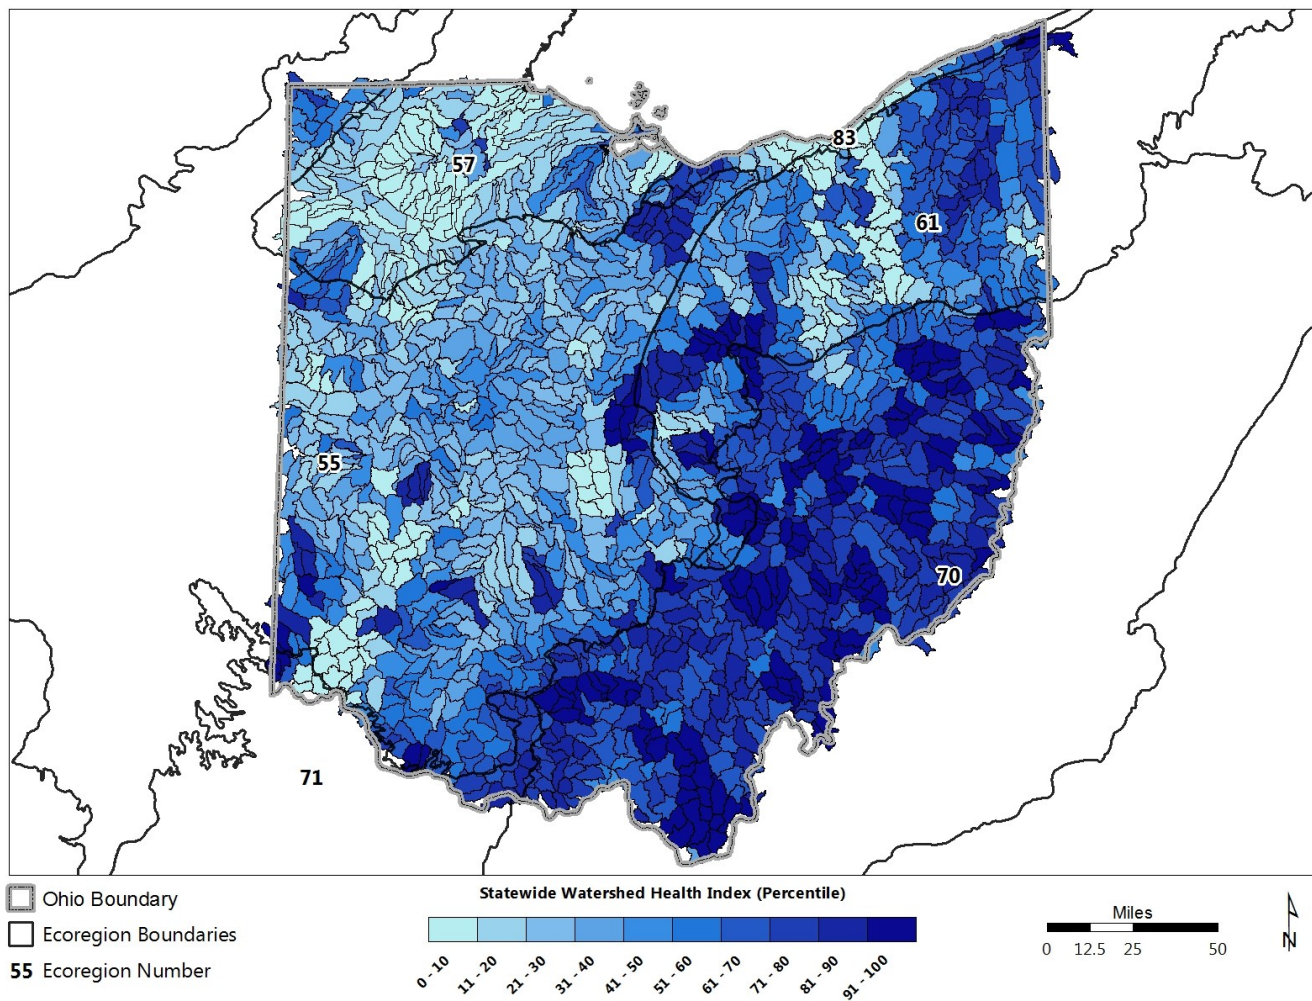 83
57
61
55
70
71
Ohio Boundary
Ecoregion Boundaries
55 Ecoregion Number
Statewide Watershed Health Index (Percentile)
0 - 10
11 - 20
21 - 30
31 - 40
41 - 50
51 - 60
61 - 70
71 - 80
81 - 90
91 - 100
Miles
0 12.5 25 50
N